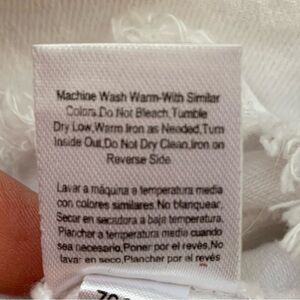 Machine Wash Warm-With Similar
Colors.Do Not Bleach,Tumble
Dry Low,Warm Iron as Needed,Turn
Inside Out,Do Not Dry Clean,Iron on
Reverse Side
Lavar a máquina a temperatura media
con colores similares.No blanquear.
Secar en secadora a baja temperatura.
Planchar a temperatura media cuando
sea necesario,Poner por el revés,No
lavar en seco,Planchar por el revés